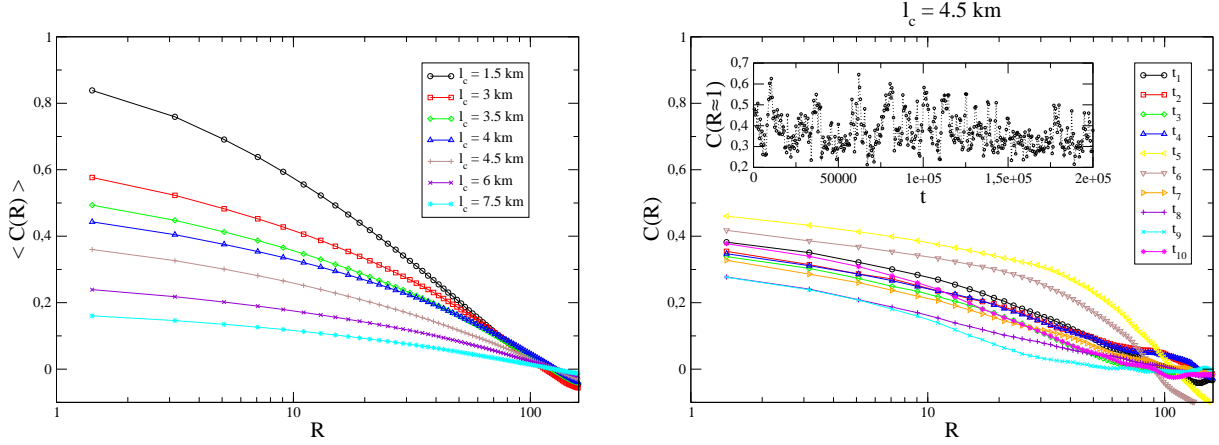 l_c = 4.5 km
1
0,8
0,6
0,4
0,2
0
< C(R) >
1
10
100
R
l_c = 1.5 km
l_c = 3 km
l_c = 3.5 km
l_c = 4 km
l_c = 4.5 km
l_c = 6 km
l_c = 7.5 km
1
0,8
0,6
0,4
0,2
0
C(R)
1
10
100
R
0,7
0,6
0,5
0,4
0,3
0,2
C(R≈1)
0
50000
1e+05
1,5e+05
2e+05
t
t_1
t_2
t_3
t_4
t_5
t_6
t_7
t_8
t_9
t_10